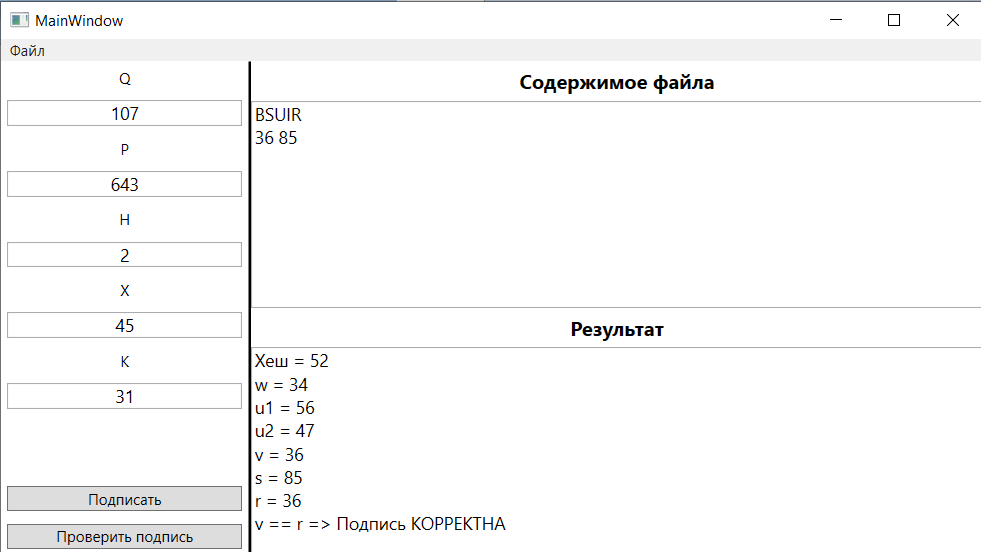 MainWindow
Файл
Q
107
P
643
H
2
X
45
K
31
Подписать
Проверить подпись
Содержимое файла
BSUIR
36 85
Результат
Хеш = 52
w = 34
u1 = 56
u2 = 47
v = 36
s = 85
r = 36
v == r => Подпись КОРРЕКТНА